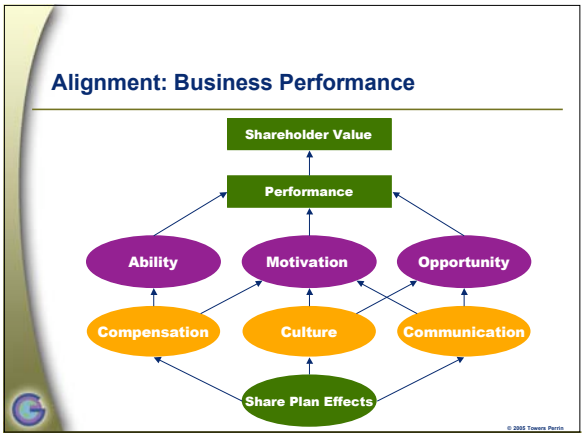 Alignment: Business Performance
Shareholder Value
Performance
Ability
Motivation
Opportunity
Compensation
Culture
Communication
Share Plan Effects
© 2005 Towers Perrin